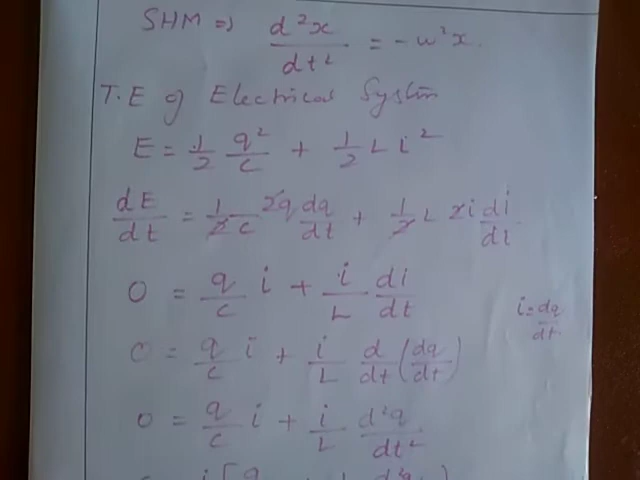 SHM ⇒ d²x/dt² = -w²x.
T.E of Electrical System
E = 1/2 q²/c + 1/2 L i²
dE/dt = 1/2c 2q dq/dt + 1/2 L 2i di/dt
0 = q/c i + i/L di/dt
i = dq/dt
0 = q/c i + i/L d/dt (dq/dt)
0 = q/c i + i/L d²q/dt²